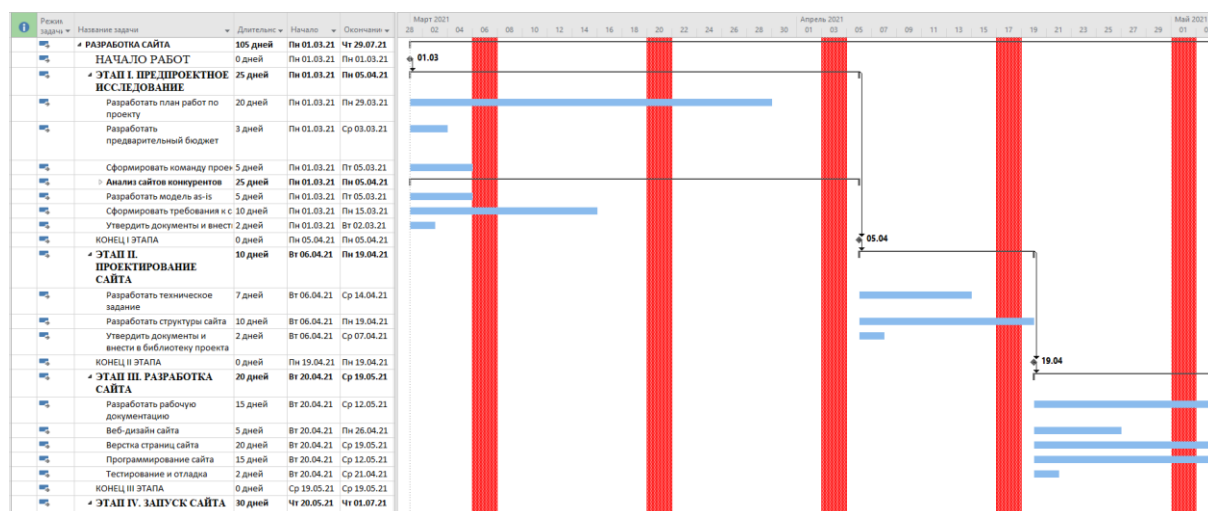 Режим задачи Название задачи Длительнс Начало Окончани
Март 2021 Апрель 2021 Май 2021
28 02 04 06 08 10 12 14 16 18 20 22 24 26 28 30 01 03 05 07 09 11 13 15 17 19 21 23 25 27 29 01
РАЗРАБОТКА САЙТА 105 дней Пн 01.03.21 Чт 29.07.21
НАЧАЛО РАБОТ 0 дней Пн 01.03.21 Пн 01.03.21 01.03
ЭТАП I. ПРЕДПРОЕКТНОЕ 25 дней Пн 01.03.21 Пн 05.04.21
ИССЛЕДОВАНИЕ
Разработать план работ по 20 дней Пн 01.03.21 Пн 29.03.21
проекту
Разработать 3 дней Пн 01.03.21 Ср 03.03.21
предварительный бюджет
Сформировать команду проек 5 дней Пн 01.03.21 Пт 05.03.21
Анализ сайтов конкурентов 25 дней Пн 01.03.21 Пн 05.04.21
Разработать модель as-is 5 дней Пн 01.03.21 Пт 05.03.21
Сформировать требования к с 10 дней Пн 01.03.21 Пн 15.03.21
Утвердить документы и внести 2 дней Пн 01.03.21 Вт 02.03.21
КОНЕЦ I ЭТАПА 0 дней Пн 05.04.21 Пн 05.04.21 05.04
ЭТАП II. 10 дней Вт 06.04.21 Пн 19.04.21
ПРОЕКТИРОВАНИЕ
САЙТА
Разработать техническое 7 дней Вт 06.04.21 Ср 14.04.21
задание
Разработать структуры сайта 10 дней Вт 06.04.21 Пн 19.04.21
Утвердить документы и 2 дней Вт 06.04.21 Ср 07.04.21
внести в библиотеку проекта
КОНЕЦ II ЭТАПА 0 дней Пн 19.04.21 Пн 19.04.21 19.04
ЭТАП III. РАЗРАБОТКА 20 дней Вт 20.04.21 Ср 19.05.21
САЙТА
Разработать рабочую 15 дней Вт 20.04.21 Ср 12.05.21
документацию
Веб-дизайн сайта 5 дней Вт 20.04.21 Пн 26.04.21
Верстка страниц сайта 20 дней Вт 20.04.21 Ср 19.05.21
Программирование сайта 15 дней Вт 20.04.21 Ср 12.05.21
Тестирование и отладка 2 дней Вт 20.04.21 Ср 21.04.21
КОНЕЦ III ЭТАПА 0 дней Ср 19.05.21 Ср 19.05.21
ЭТАП IV. ЗАПУСК САЙТА 30 дней Чт 20.05.21 Чт 01.07.21